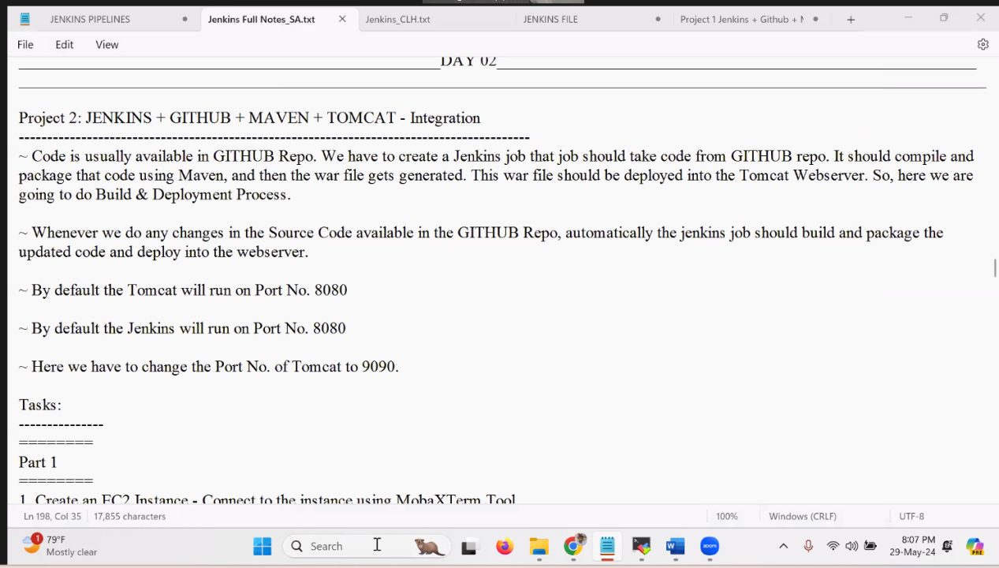 JENKINS PIPELINES
Jenkins Full Notes_SA.txt
Jenkins_CLH.txt
JENKINS FILE
Project 1 Jenkins + Github +
File Edit View
DAY 02
Project 2: JENKINS + GITHUB + MAVEN + TOMCAT - Integration
~ Code is usually available in GITHUB Repo. We have to create a Jenkins job that job should take code from GITHUB repo. It should compile and
package that code using Maven, and then the war file gets generated. This war file should be deployed into the Tomcat Webserver. So, here we are
going to do Build & Deployment Process.
~ Whenever we do any changes in the Source Code available in the GITHUB Repo, automatically the jenkins job should build and package the
updated code and deploy into the webserver.
~ By default the Tomcat will run on Port No. 8080
~ By default the Jenkins will run on Port No. 8080
~ Here we have to change the Port No. of Tomcat to 9090.
Tasks:
---------------
========
Part 1
========
1. Create an EC2 Instance - Connect to the instance using MobaXTerm Tool
Ln 198, Col 35 17,855 characters 100% Windows (CRLF) UTF-8
1
79°F
Mostly clear
Search
zoom
8:07 PM
29-May-24
PRE